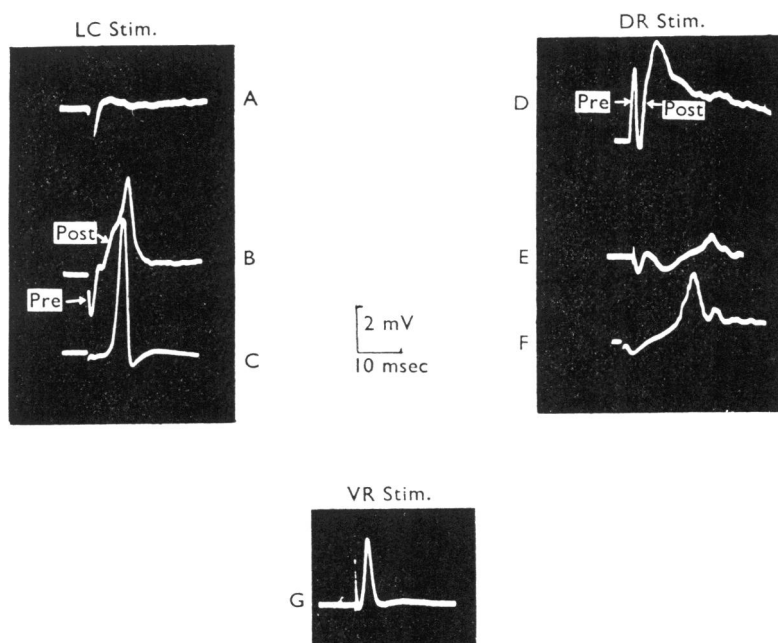 LC Stim.
A
Post
B
Pre
C
DR Stim.
D
Pre
Post
E
F
2 mV
10 msec
VR Stim.
G